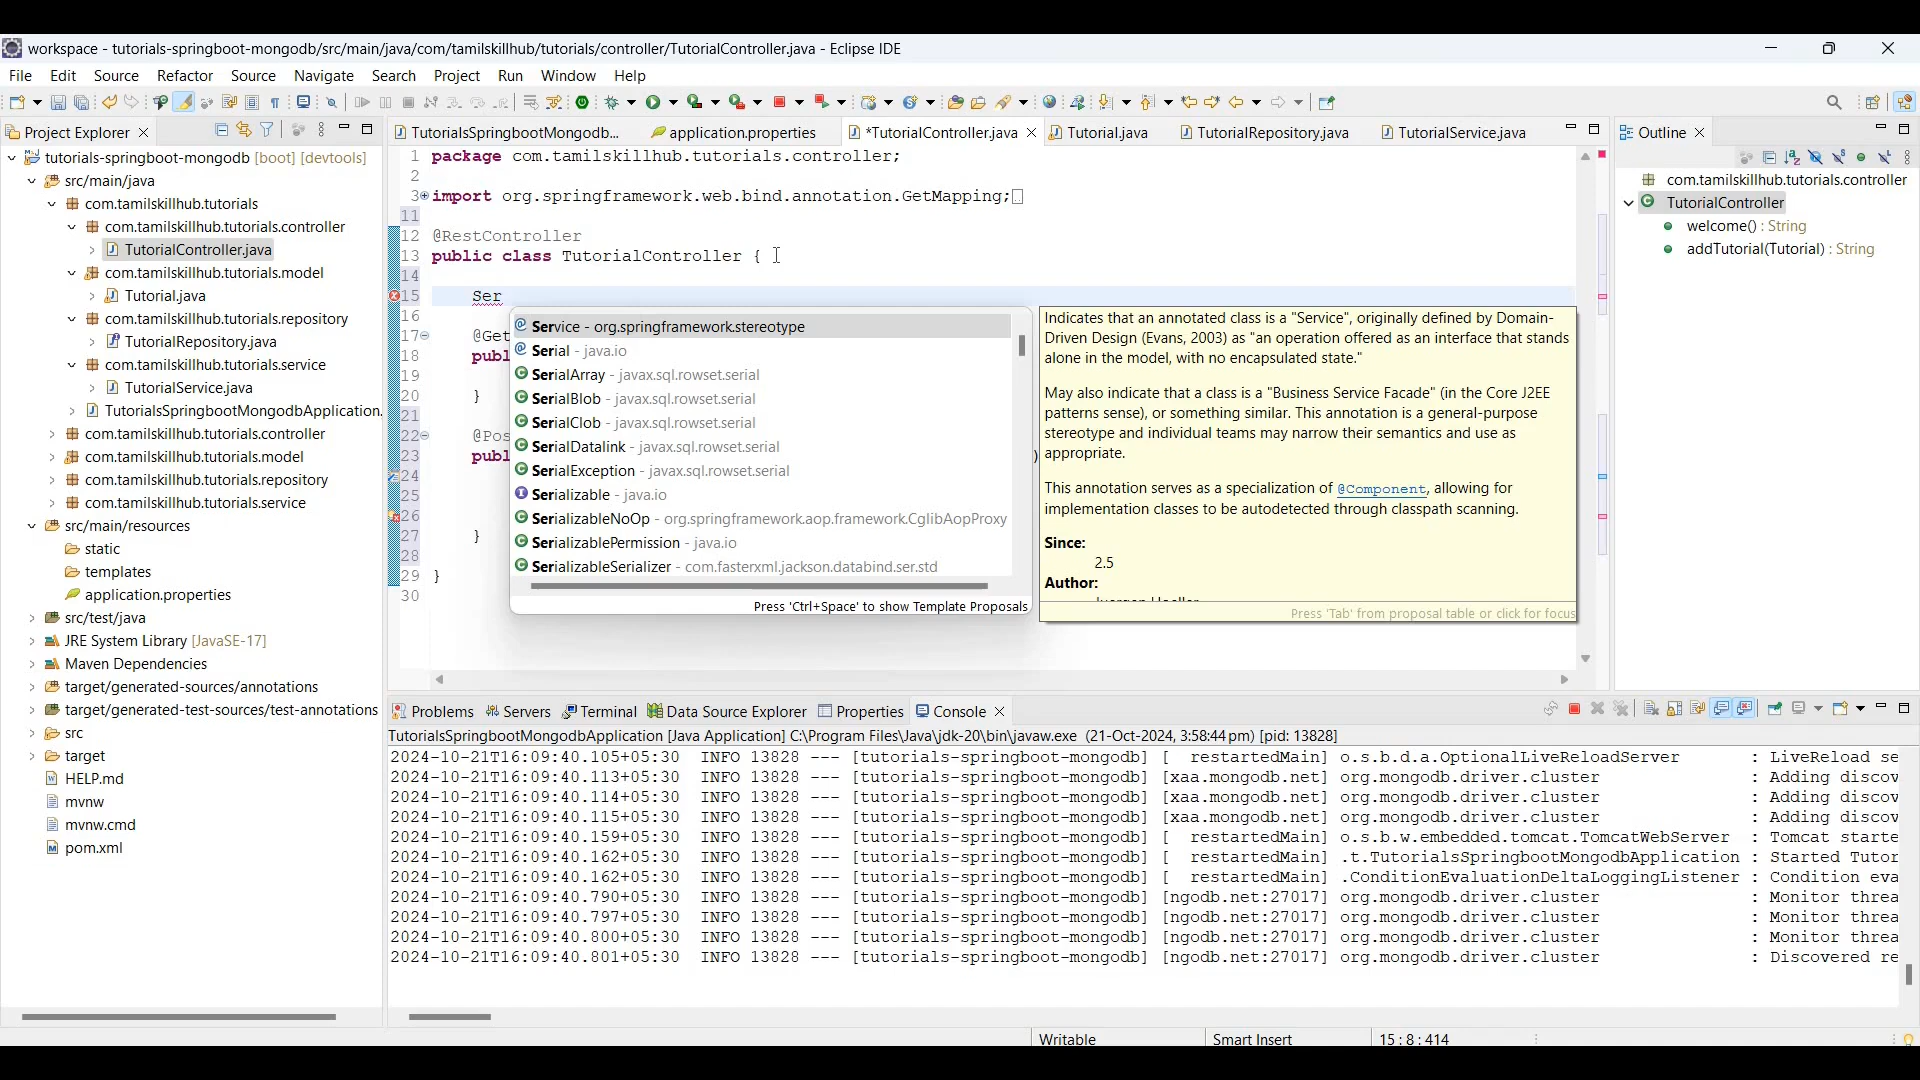 workspace - tutorials-springboot-mongodb/src/main/java/com/tamilskillhub/tutorials/controller/TutorialController.java - Eclipse IDE
File Edit Source Refactor Source Navigate Search Project Run Window Help
Project Explorer
tutorials-springboot-mongodb [boot] [devtools]
src/main/java
com.tamilskillhub.tutorials
com.tamilskillhub.tutorials.controller
TutorialController.java
com.tamilskillhub.tutorials.model
Tutorial.java
com.tamilskillhub.tutorials.repository
TutorialRepository.java
com.tamilskillhub.tutorials.service
TutorialService.java
TutorialsSpringbootMongodbApplication.
com.tamilskillhub.tutorials.controller
com.tamilskillhub.tutorials.model
com.tamilskillhub.tutorials.repository
com.tamilskillhub.tutorials.service
src/main/resources
static
templates
application.properties
src/test/java
JRE System Library [JavaSE-17]
Maven Dependencies
target/generated-sources/annotations
target/generated-test-sources/test-annotations
src
target
HELP.md
mvnw
mvnw.cmd
pom.xml
TutorialsSpringbootMongodb... application.properties *TutorialController.java Tutorial.java TutorialRepository.java TutorialService.java
1 package com.tamilskillhub.tutorials.controller;
2
3 import org.springframework.web.bind.annotation.GetMapping;
11
12 @RestController
13 public class TutorialController {
14
15 Ser
16
17 @Get
18 publ
19
20 }
21
22 @Pos
23 publ )
24
25
26
27 }
28
29 }
30
Service - org.springframework.stereotype
Serial - java.io
SerialArray - javax.sql.rowset.serial
SerialBlob - javax.sql.rowset.serial
SerialClob - javax.sql.rowset.serial
SerialDatalink - javax.sql.rowset.serial
SerialException - javax.sql.rowset.serial
Serializable - java.io
SerializableNoOp - org.springframework.aop.framework.CglibAopProxy
SerializablePermission - java.io
SerializableSerializer - com.fasterxml.jackson.databind.ser.std
Press 'Ctrl+Space' to show Template Proposals
Indicates that an annotated class is a "Service", originally defined by Domain-
Driven Design (Evans, 2003) as "an operation offered as an interface that stands
alone in the model, with no encapsulated state."
May also indicate that a class is a "Business Service Facade" (in the Core J2EE
patterns sense), or something similar. This annotation is a general-purpose
stereotype and individual teams may narrow their semantics and use as
appropriate.
This annotation serves as a specialization of @Component, allowing for
implementation classes to be autodetected through classpath scanning.
Since:
2.5
Author:
Press 'Tab' from proposal table or click for focus
Outline
com.tamilskillhub.tutorials.controller
TutorialController
welcome() : String
addTutorial(Tutorial) : String
Problems Servers Terminal Data Source Explorer Properties Console
TutorialsSpringbootMongodbApplication [Java Application] C:\Program Files\Java\jdk-20\bin\javaw.exe (21-Oct-2024, 3:58:44 pm) [pid: 13828]
2024-10-21T16:09:40.105+05:30 INFO 13828 --- [tutorials-springboot-mongodb] [ restartedMain] o.s.b.d.a.OptionalLiveReloadServer : LiveReload se
2024-10-21T16:09:40.113+05:30 INFO 13828 --- [tutorials-springboot-mongodb] [xaa.mongodb.net] org.mongodb.driver.cluster : Adding discov
2024-10-21T16:09:40.114+05:30 INFO 13828 --- [tutorials-springboot-mongodb] [xaa.mongodb.net] org.mongodb.driver.cluster : Adding discov
2024-10-21T16:09:40.115+05:30 INFO 13828 --- [tutorials-springboot-mongodb] [xaa.mongodb.net] org.mongodb.driver.cluster : Adding discov
2024-10-21T16:09:40.159+05:30 INFO 13828 --- [tutorials-springboot-mongodb] [ restartedMain] o.s.b.w.embedded.tomcat.TomcatWebServer : Tomcat starte
2024-10-21T16:09:40.162+05:30 INFO 13828 --- [tutorials-springboot-mongodb] [ restartedMain] .t.TutorialsSpringbootMongodbApplication : Started Tutor
2024-10-21T16:09:40.162+05:30 INFO 13828 --- [tutorials-springboot-mongodb] [ restartedMain] .ConditionEvaluationDeltaLoggingListener : Condition eva
2024-10-21T16:09:40.790+05:30 INFO 13828 --- [tutorials-springboot-mongodb] [ngodb.net:27017] org.mongodb.driver.cluster : Monitor threa
2024-10-21T16:09:40.797+05:30 INFO 13828 --- [tutorials-springboot-mongodb] [ngodb.net:27017] org.mongodb.driver.cluster : Monitor threa
2024-10-21T16:09:40.800+05:30 INFO 13828 --- [tutorials-springboot-mongodb] [ngodb.net:27017] org.mongodb.driver.cluster : Monitor threa
2024-10-21T16:09:40.801+05:30 INFO 13828 --- [tutorials-springboot-mongodb] [ngodb.net:27017] org.mongodb.driver.cluster : Discovered re
Writable Smart Insert 15 : 8 : 414